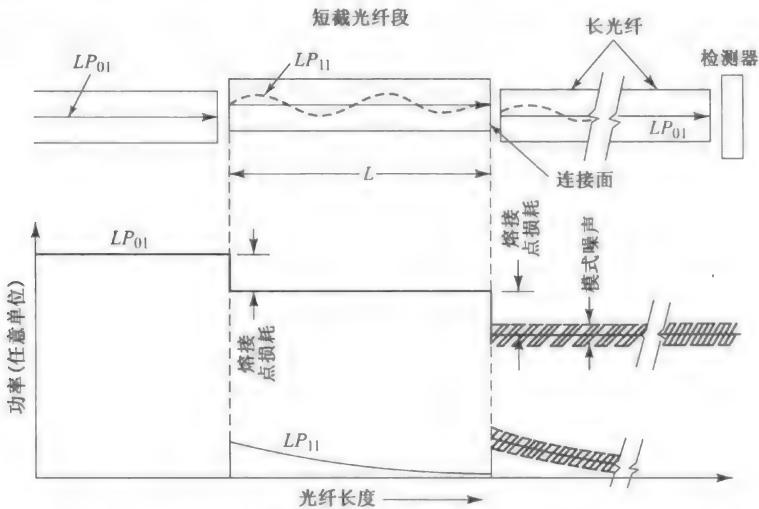 短截光纤段
长光纤
检测器
LP₀₁
LP₁₁
LP₀₁
连接面
L
LP₀₁
熔接
点损耗
熔接
点损耗
模式噪声
功率(任意单位)
LP₁₁
光纤长度